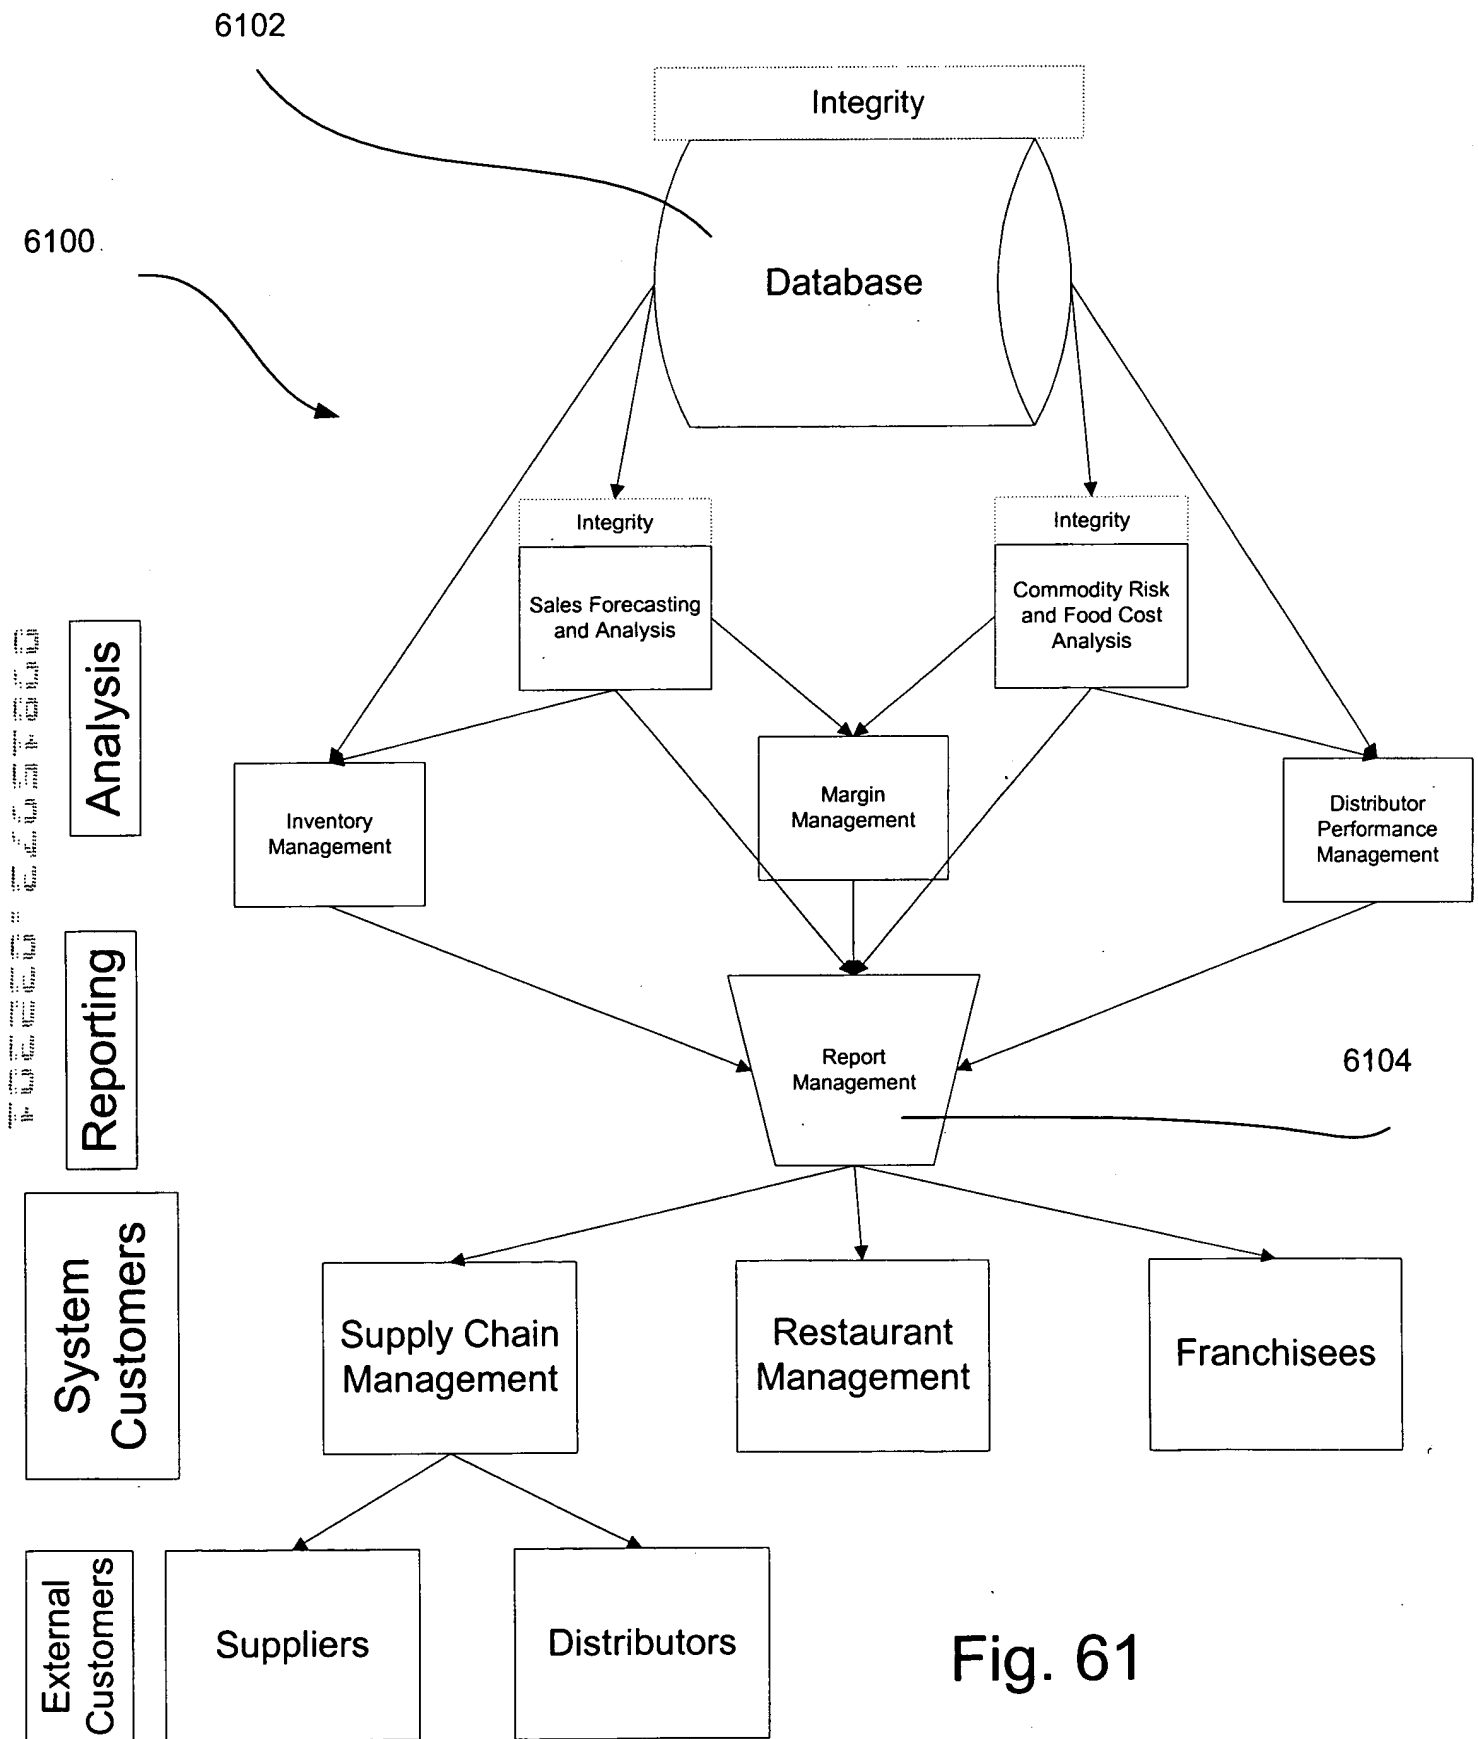 6102
Integrity
6100
Database
Integrity
Integrity
Sales Forecasting
and Analysis
Commodity Risk
and Food Cost
Analysis
Analysis
Inventory
Management
Margin
Management
Distributor
Performance
Management
Reporting
Report
Management
6104
System
Customers
Supply Chain
Management
Restaurant
Management
Franchisees
External
Customers
Suppliers
Distributors
Fig. 61